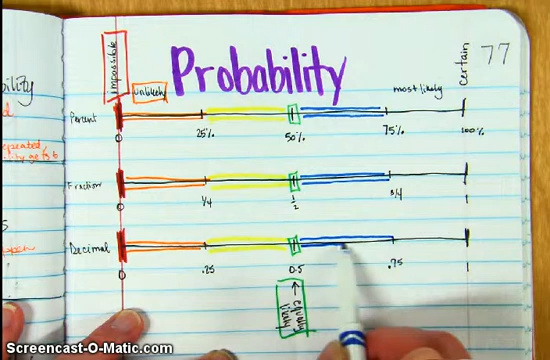 Probability
77
impossible
unlikely
most likely
certain
Percent
0
25%
50%
75%
100%
Fraction
0
1/4
1/2
3/4
1
Decimal
0
.25
0.5
.75
1
← equally
likely
Screencast-O-Matic.com